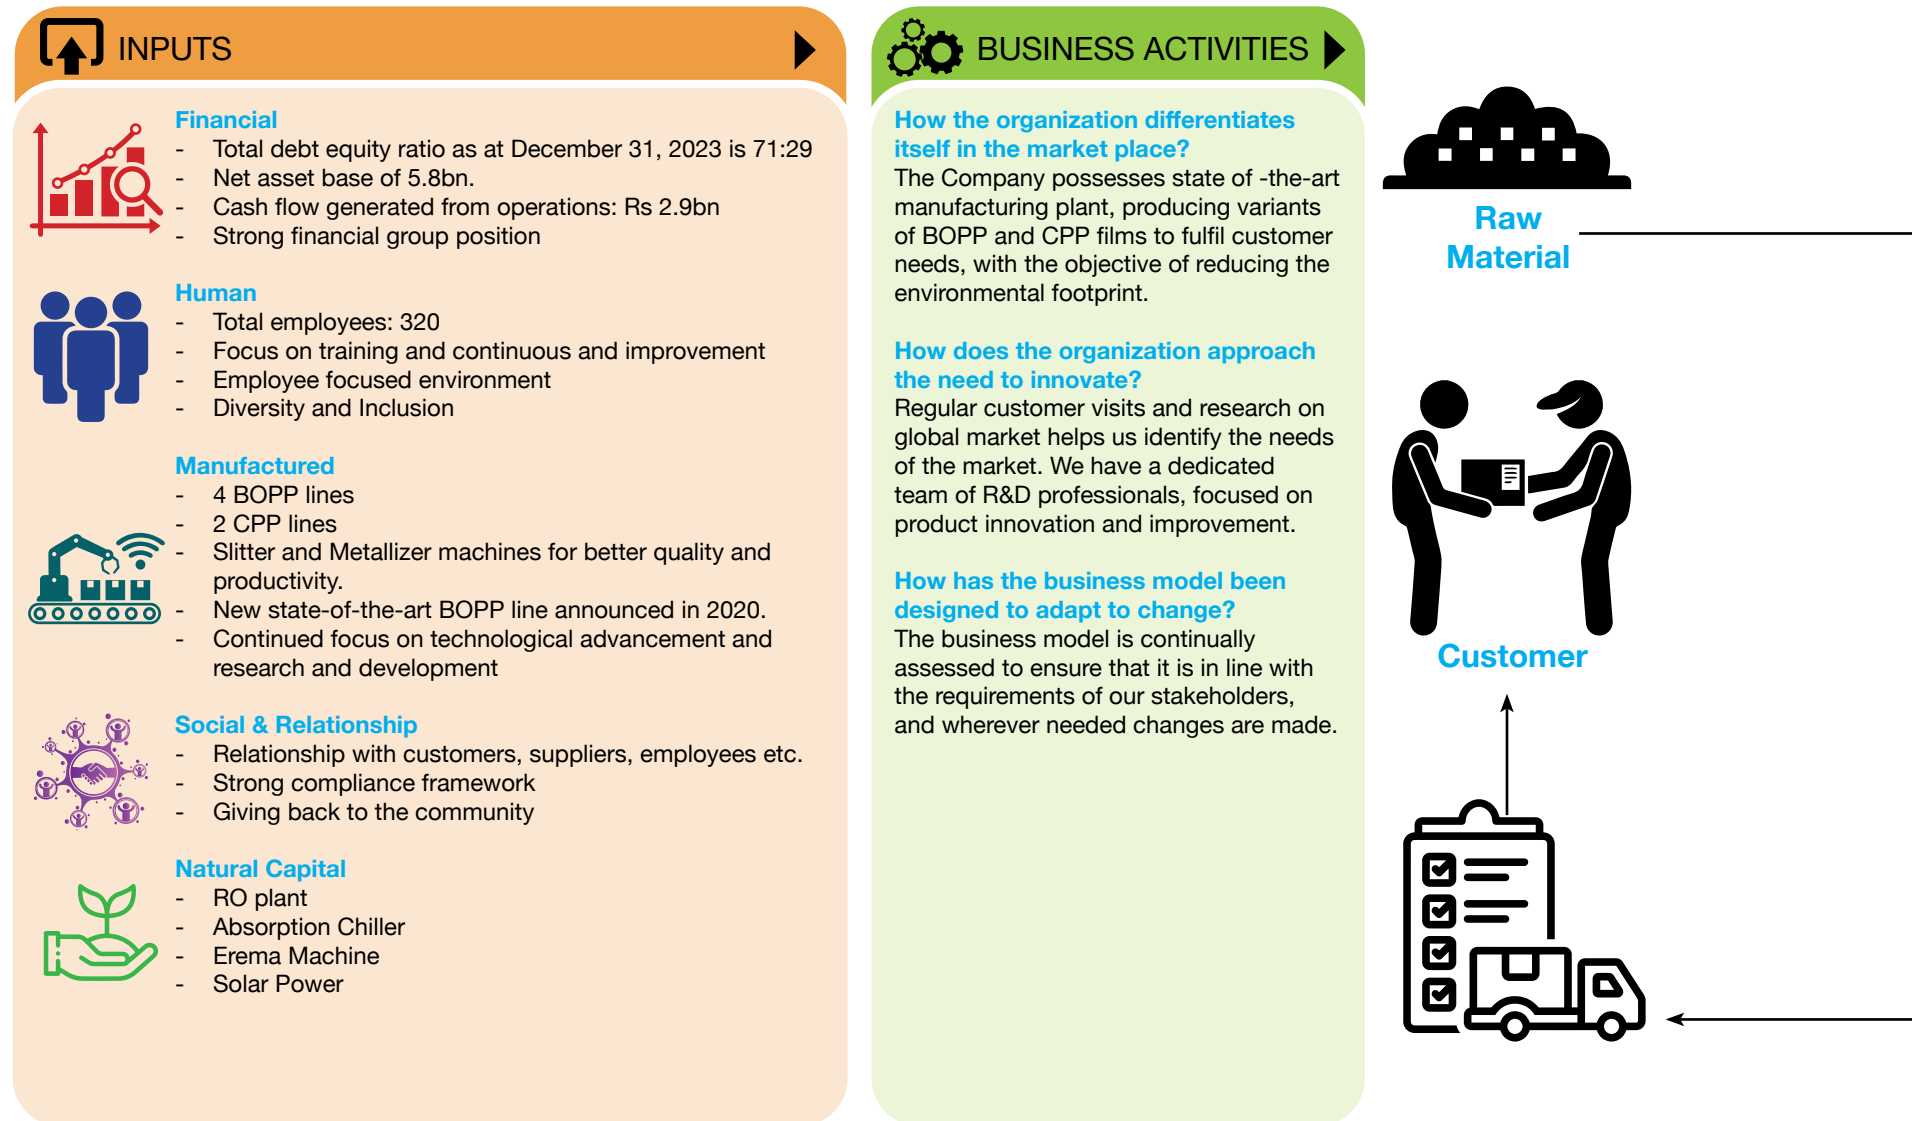 INPUTS
Financial
- Total debt equity ratio as at December 31, 2023 is 71:29
- Net asset base of 5.8bn.
- Cash flow generated from operations: Rs 2.9bn
- Strong financial group position
Human
- Total employees: 320
- Focus on training and continuous and improvement
- Employee focused environment
- Diversity and Inclusion
Manufactured
- 4 BOPP lines
- 2 CPP lines
- Slitter and Metallizer machines for better quality and
productivity.
- New state-of-the-art BOPP line announced in 2020.
- Continued focus on technological advancement and
research and development
Social & Relationship
- Relationship with customers, suppliers, employees etc.
- Strong compliance framework
- Giving back to the community
Natural Capital
- RO plant
- Absorption Chiller
- Erema Machine
- Solar Power
BUSINESS ACTIVITIES
How the organization differentiates
itself in the market place?
The Company possesses state of -the-art
manufacturing plant, producing variants
of BOPP and CPP films to fulfil customer
needs, with the objective of reducing the
environmental footprint.
How does the organization approach
the need to innovate?
Regular customer visits and research on
global market helps us identify the needs
of the market. We have a dedicated
team of R&D professionals, focused on
product innovation and improvement.
How has the business model been
designed to adapt to change?
The business model is continually
assessed to ensure that it is in line with
the requirements of our stakeholders,
and wherever needed changes are made.
Raw
Material
Customer